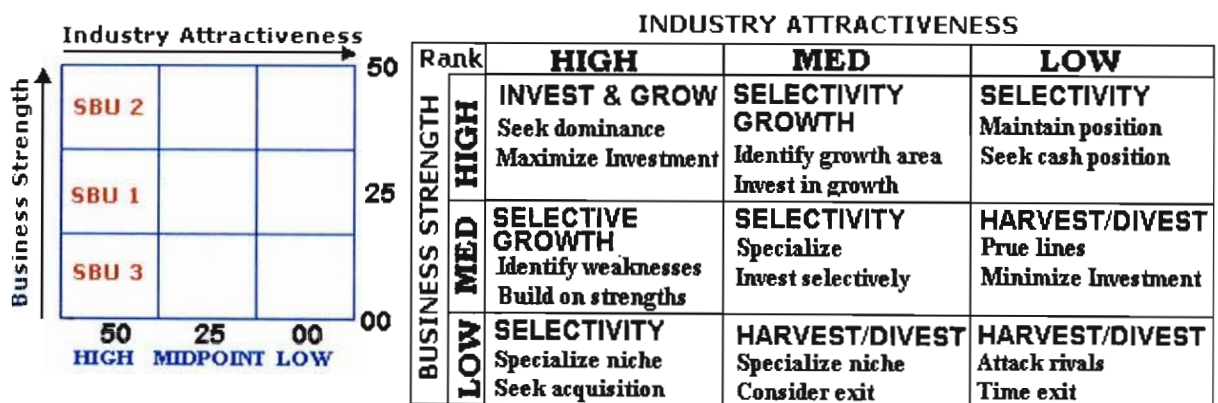 Industry Attractiveness
Business Strength
SBU 2
SBU 1
SBU 3
50
25
00
50 25 00
HIGH MIDPOINT LOW
INDUSTRY ATTRACTIVENESS
Rank HIGH MED LOW
BUSINESS STRENGTH
HIGH
INVEST & GROW
Seek dominance
Maximize Investment
SELECTIVITY
GROWTH
Identify growth area
Invest in growth
SELECTIVITY
Maintain position
Seek cash position
MED
SELECTIVE
GROWTH
Identify weaknesses
Build on strengths
SELECTIVITY
Specialize
Invest selectively
HARVEST/DIVEST
Prue lines
Minimize Investment
LOW
SELECTIVITY
Specialize niche
Seek acquisition
HARVEST/DIVEST
Specialize niche
Consider exit
HARVEST/DIVEST
Attack rivals
Time exit